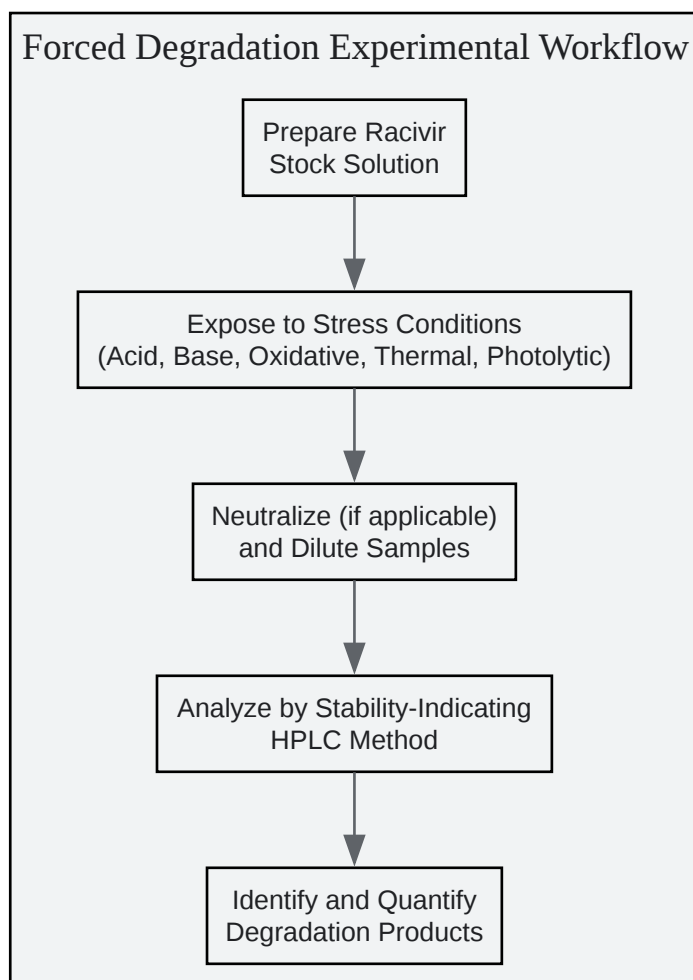 Forced Degradation Experimental Workflow
Prepare Racivir
Stock Solution
Expose to Stress Conditions
(Acid, Base, Oxidative, Thermal, Photolytic)
Neutralize (if applicable)
and Dilute Samples
Analyze by Stability-Indicating
HPLC Method
Identify and Quantify
Degradation Products